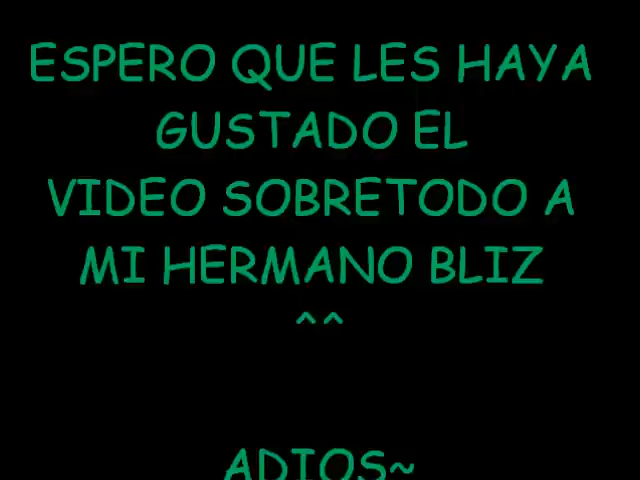 ESPERO QUE LES HAYA
GUSTADO EL
VIDEO SOBRETODO A
MI HERMANO BLIZ
^^
ADIOS~